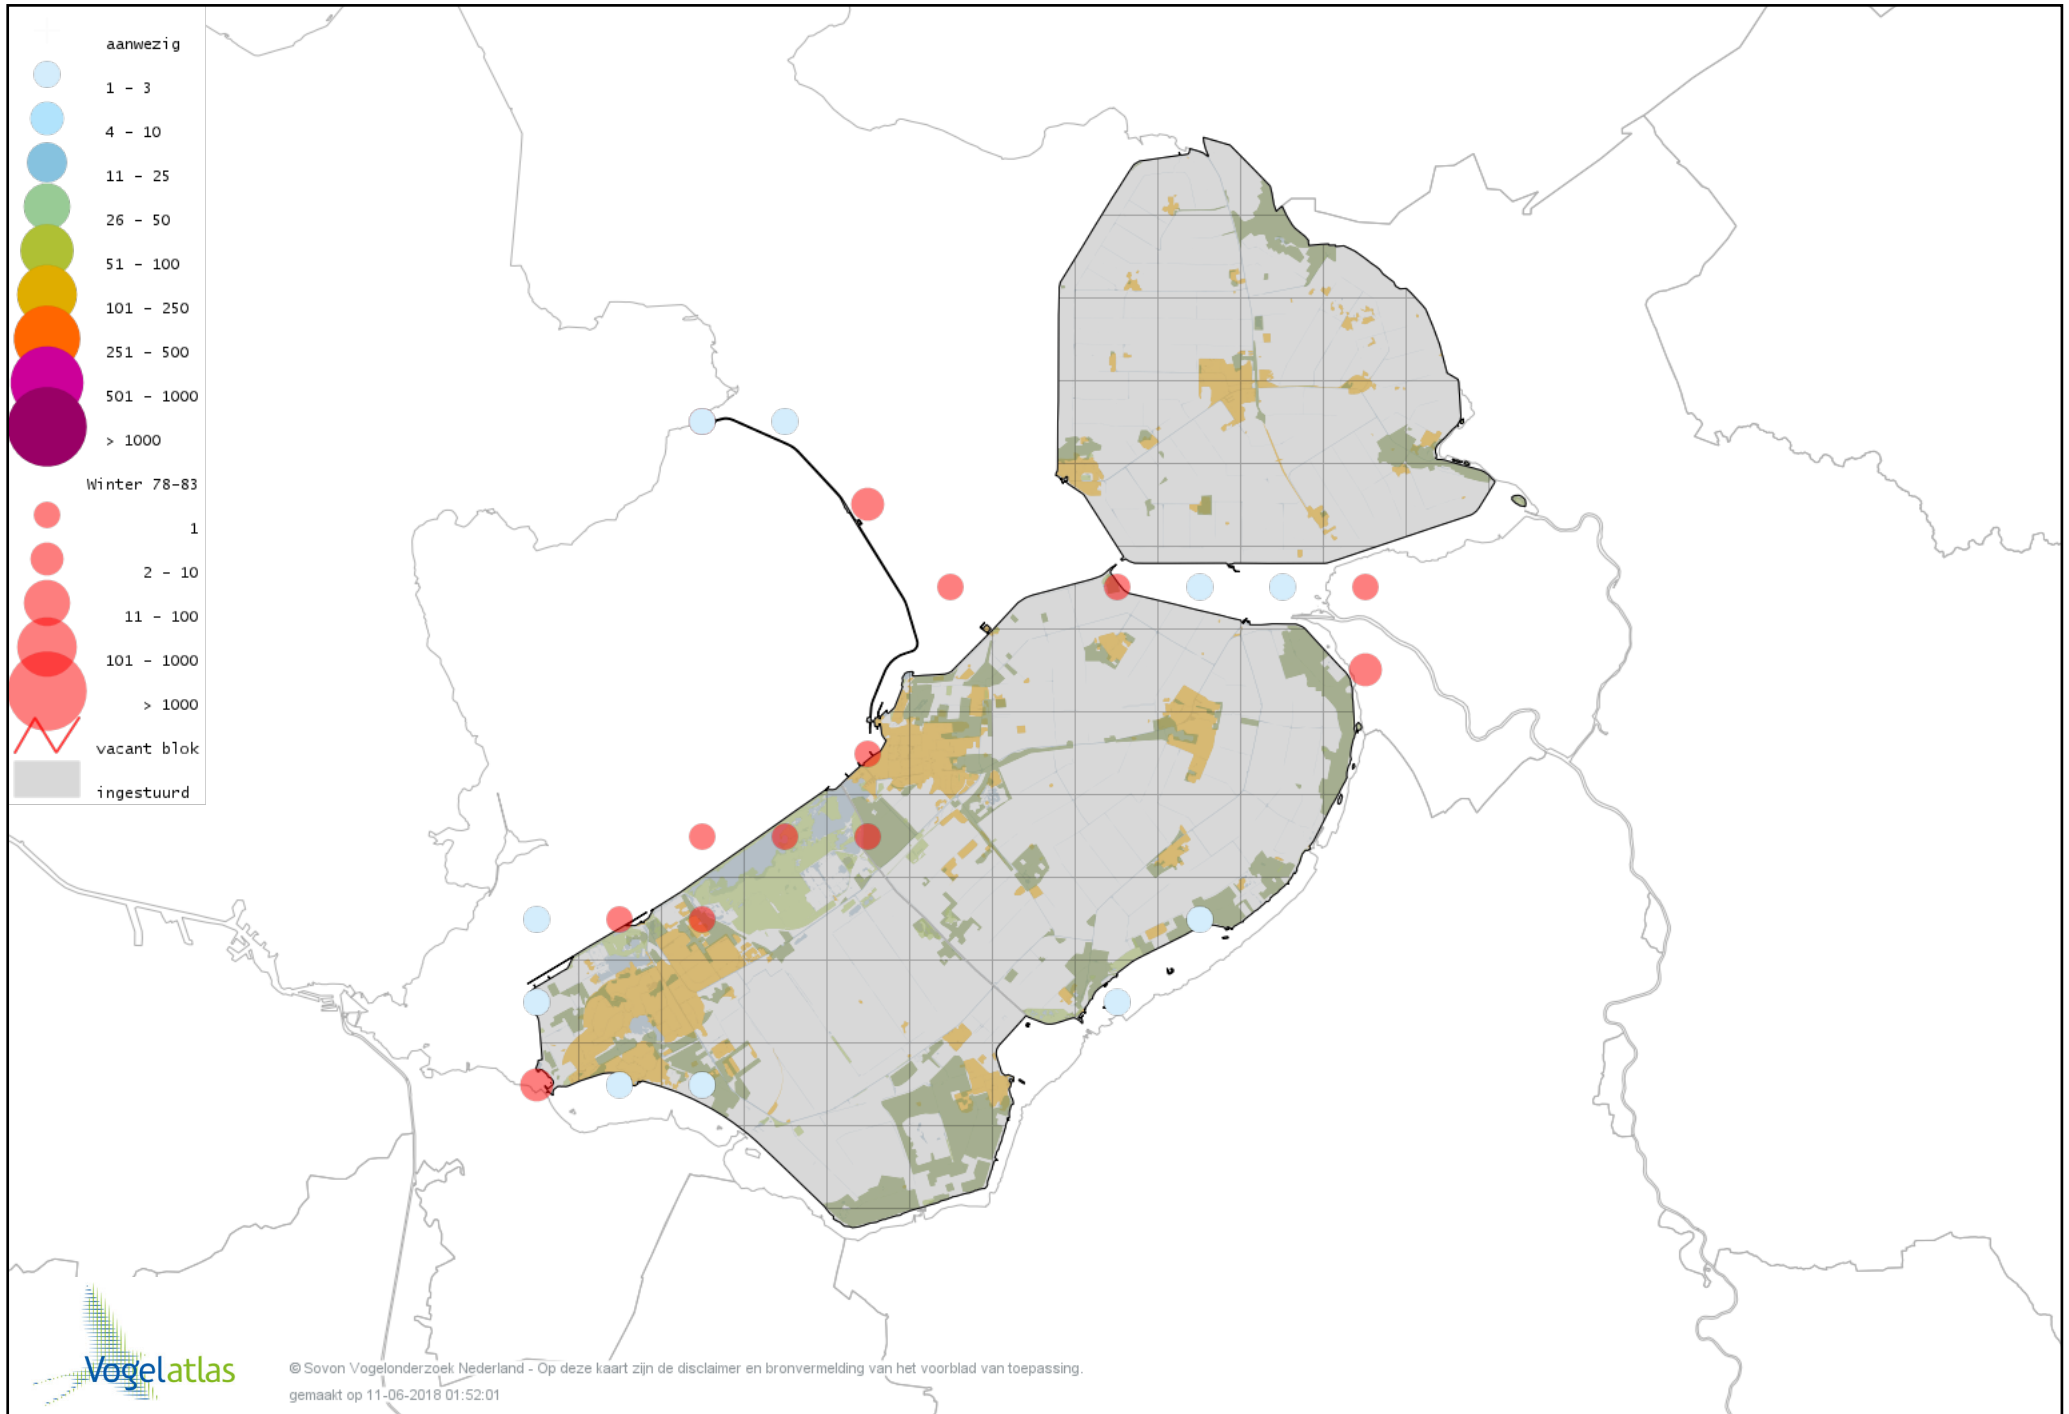 aanwezig
1 - 3
4 - 10
11 - 25
26 - 50
51 - 100
101 - 250
251 - 500
501 - 1000
> 1000
Winter 78-83
1
2 - 10
11 - 100
101 - 1000
> 1000
vacant blok
ingestuurd
Vogelatlas
© Sovon Vogelonderzoek Nederland - Op deze kaart zijn de disclaimer en bronvermelding van het voorblad van toepassing.
gemaakt op 11-06-2018 01:52:01